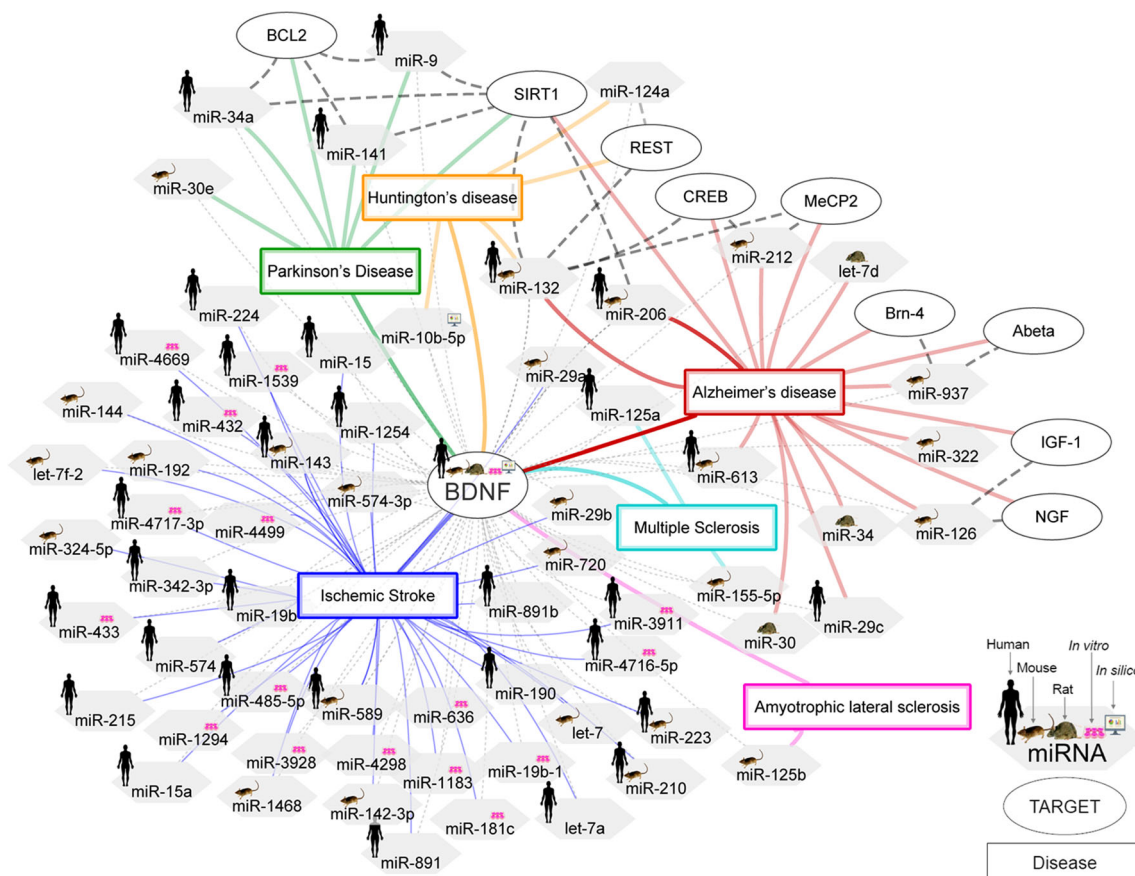 BCL2
miR-9
miR-34a
SIRT1
miR-124a
miR-141
REST
miR-30e
Huntington's disease
CREB
MeCP2
Parkinson's Disease
miR-132
miR-212
let-7d
miR-224
miR-206
Brn-4
Abeta
miR-4669
miR-15
miR-10b-5p
miR-1539
miR-29a
Alzheimer's disease
miR-937
miR-144
miR-432
miR-1254
miR-125a
IGF-1
let-7f-2
miR-192
miR-143
miR-613
miR-322
miR-574-3p
BDNF
miR-4717-3p
miR-4499
miR-29b
Multiple Sclerosis
miR-34
miR-126
NGF
miR-324-5p
miR-342-3p
miR-720
Ischemic Stroke
miR-155-5p
miR-19b
miR-891b
miR-3911
miR-433
miR-30
miR-29c
miR-574
miR-4716-5p
Human
In vitro
Mouse
In silico
Rat
miR-215
miR-485-5p
miR-589
miR-636
miR-190
let-7
miR-223
Amyotrophic lateral sclerosis
miRNA
miR-1294
miR-3928
miR-4298
miR-1183
miR-19b-1
miR-210
miR-125b
miR-15a
miR-1468
miR-142-3p
miR-181c
let-7a
TARGET
miR-891
Disease